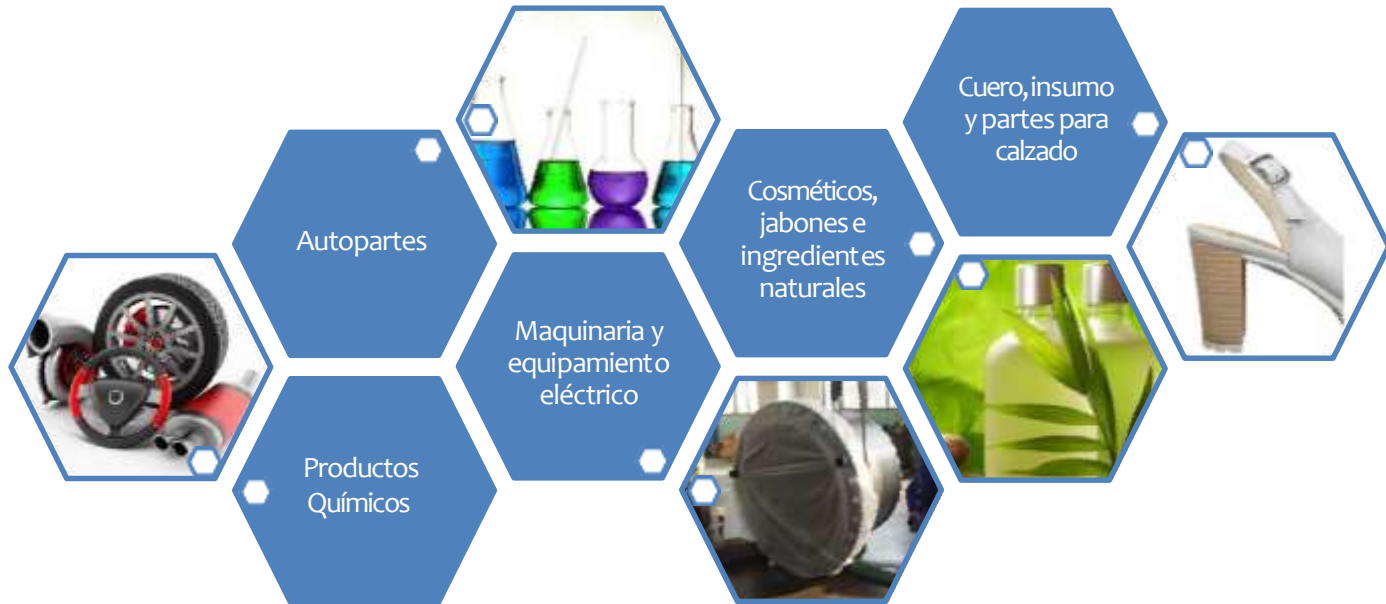 Autopartes
Productos
Químicos
Maquinaria y
equipamiento
eléctrico
Cosméticos,
jabones e
ingredientes
naturales
Cuero, insumo
y partes para
calzado